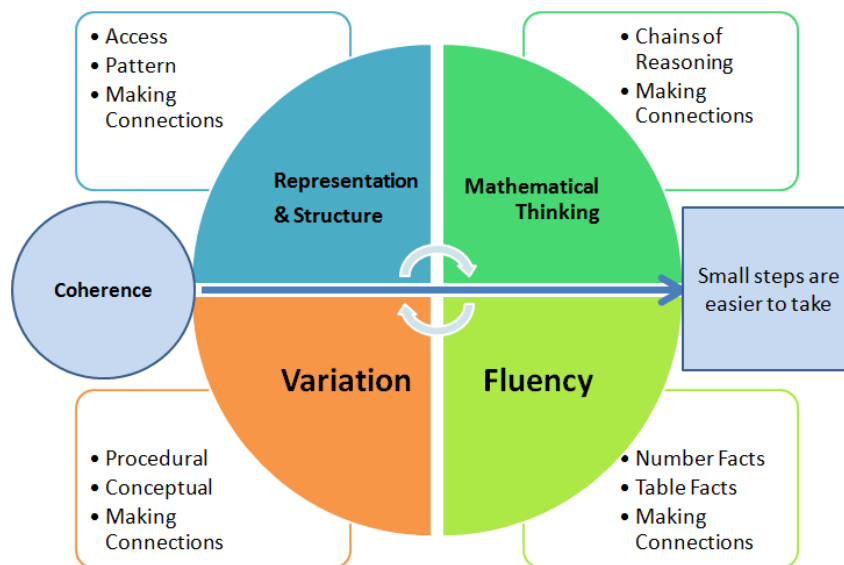 • Access
• Pattern
• Making
Connections
• Chains of
Reasoning
• Making
Connections
Representation
& Structure
Mathematical
Thinking
Coherence
Small steps are
easier to take
Variation
Fluency
• Procedural
• Conceptual
• Making
Connections
• Number Facts
• Table Facts
• Making
Connections